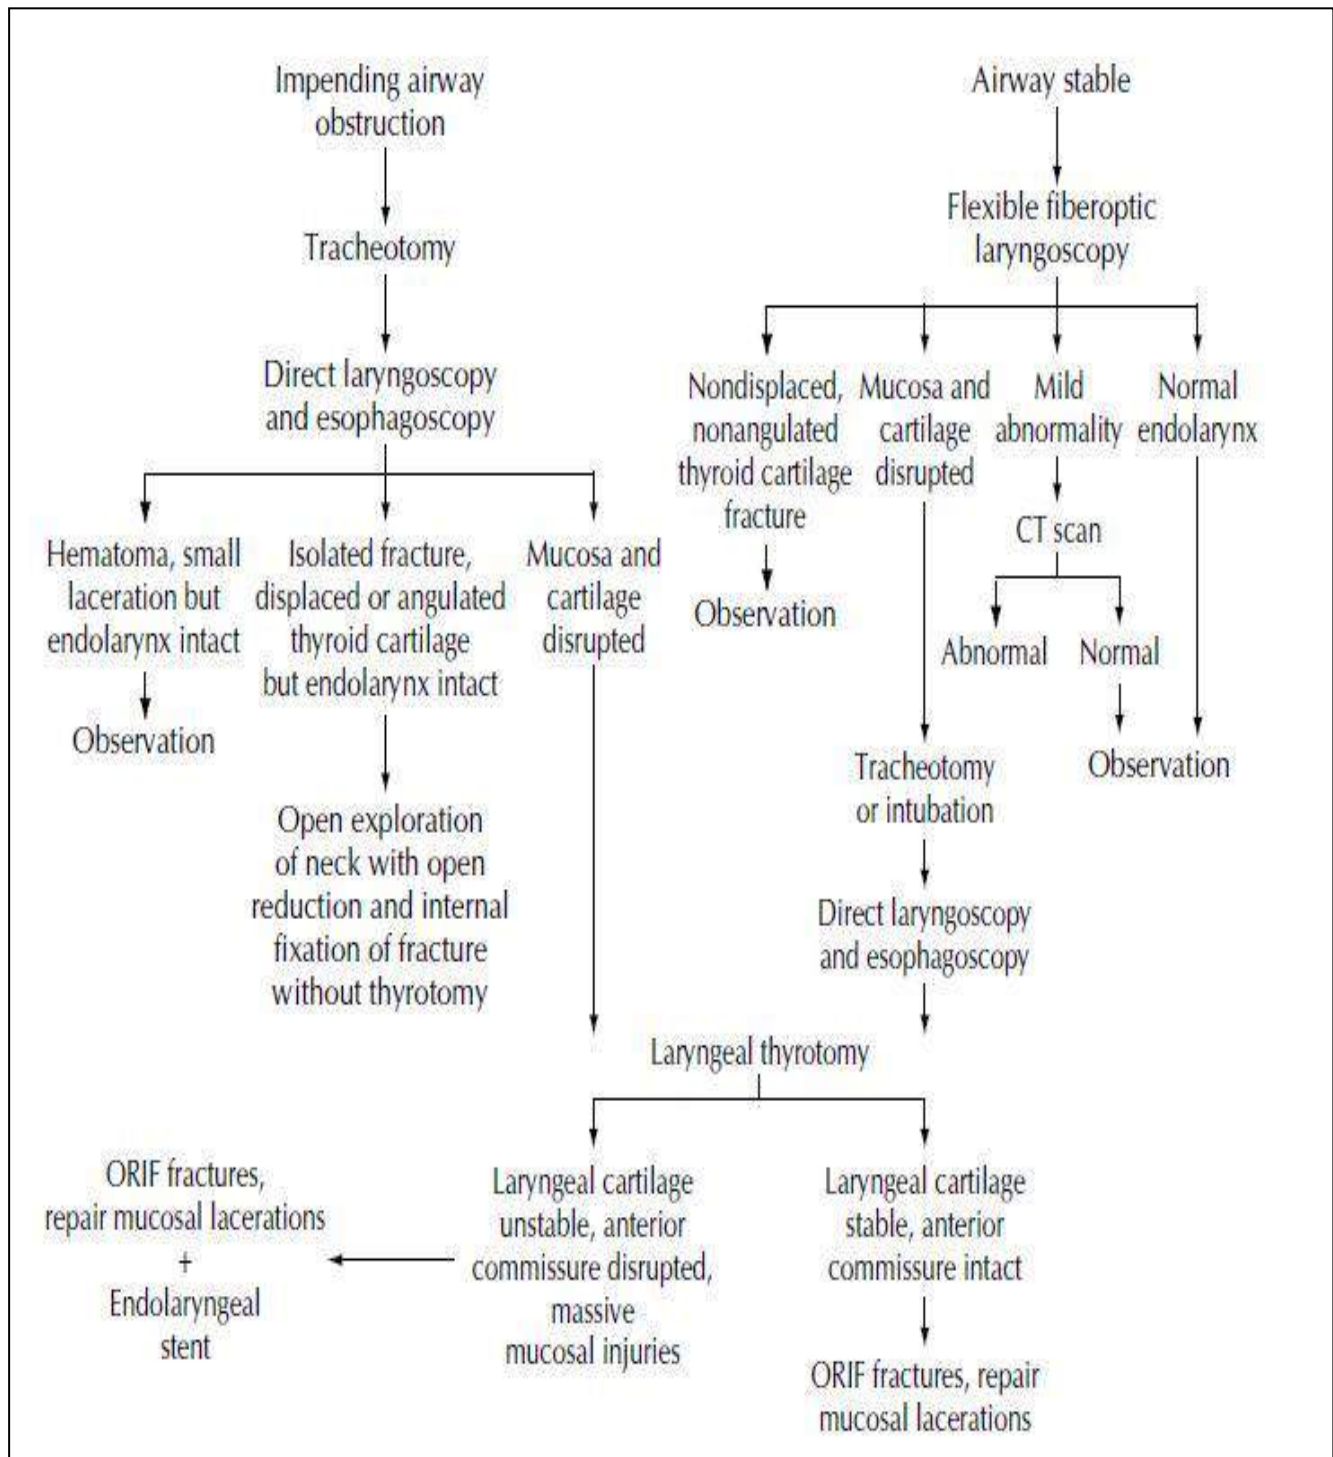 Impending airway
obstruction
Tracheotomy
Direct laryngoscopy
and esophagoscopy
Hematoma, small
laceration but
endolarynx intact
Observation
Isolated fracture,
displaced or angulated
thyroid cartilage
but endolarynx intact
Open exploration
of neck with open
reduction and internal
fixation of fracture
without thyrotomy
Mucosa and
cartilage
disrupted
Airway stable
Flexible fiberoptic
laryngoscopy
Nondisplaced,
nonangulated
thyroid cartilage
fracture
Observation
Mucosa and
cartilage
disrupted
Tracheotomy
or intubation
Direct laryngoscopy
and esophagoscopy
Mild
abnormality
CT scan
Abnormal
Normal
Normal
endolarynx
Observation
Laryngeal thyrotomy
Laryngeal cartilage
unstable, anterior
commissure disrupted,
massive
mucosal injuries
ORIF fractures,
repair mucosal lacerations
+
Endolaryngeal
stent
Laryngeal cartilage
stable, anterior
commissure intact
ORIF fractures, repair
mucosal lacerations